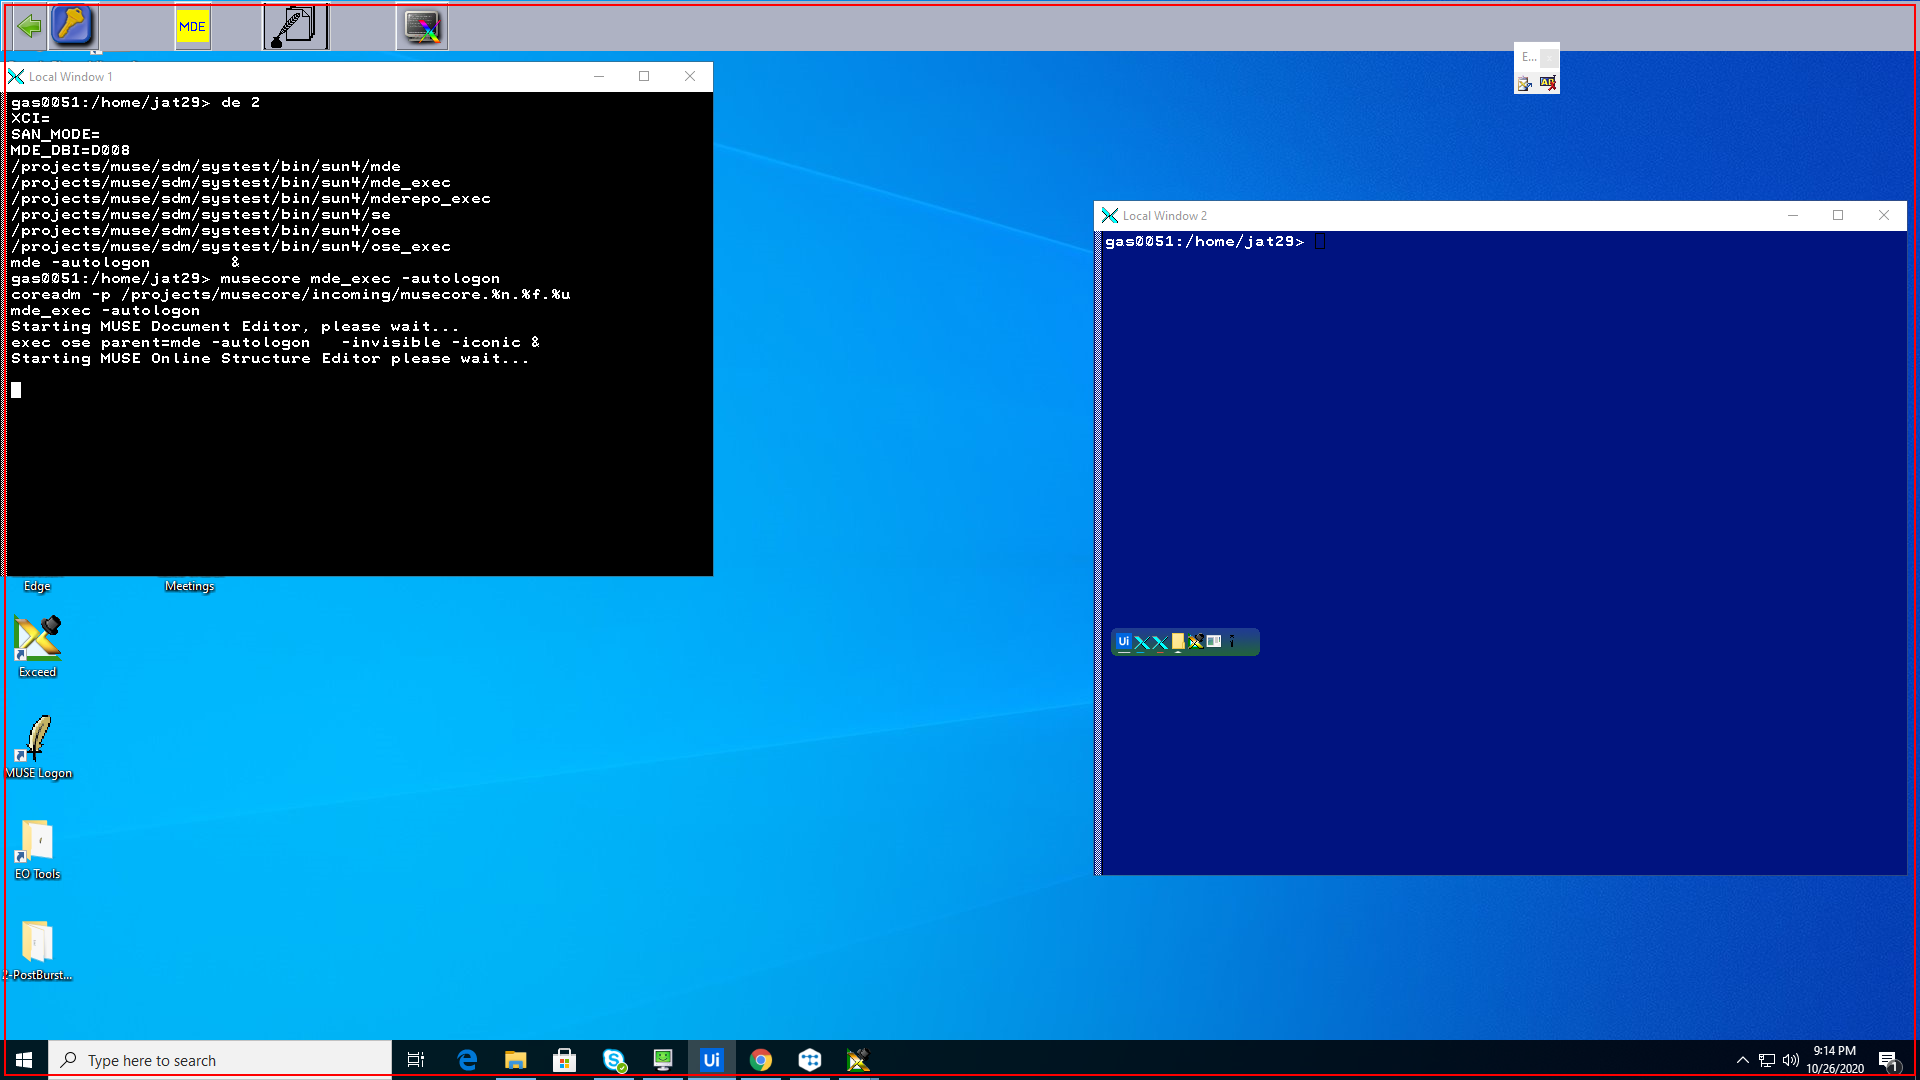 MDE
E...
Local Window 1
gas0051:/home/jat29> de 2
XCI=
SAN_MODE=
MDE_DBI=D008
/projects/muse/sdm/systest/bin/sun4/mde
/projects/muse/sdm/systest/bin/sun4/mde_exec
/projects/muse/sdm/systest/bin/sun4/mderepo_exec
/projects/muse/sdm/systest/bin/sun4/se
/projects/muse/sdm/systest/bin/sun4/ose
/projects/muse/sdm/systest/bin/sun4/ose_exec
mde -autologon        &
gas0051:/home/jat29> musecore mde_exec -autologon
coreadm -p /projects/musecore/incoming/musecore.%n.%f.%u
mde_exec -autologon
Starting MUSE Document Editor, please wait...
exec ose parent=mde -autologon   -invisible -iconic &
Starting MUSE Online Structure Editor please wait...
Local Window 2
gas0051:/home/jat29>
Ui
Edge
Meetings
Exceed
MUSE Logon
EO Tools
2-PostBurst...
Type here to search
Ui
9:14 PM
10/26/2020
1